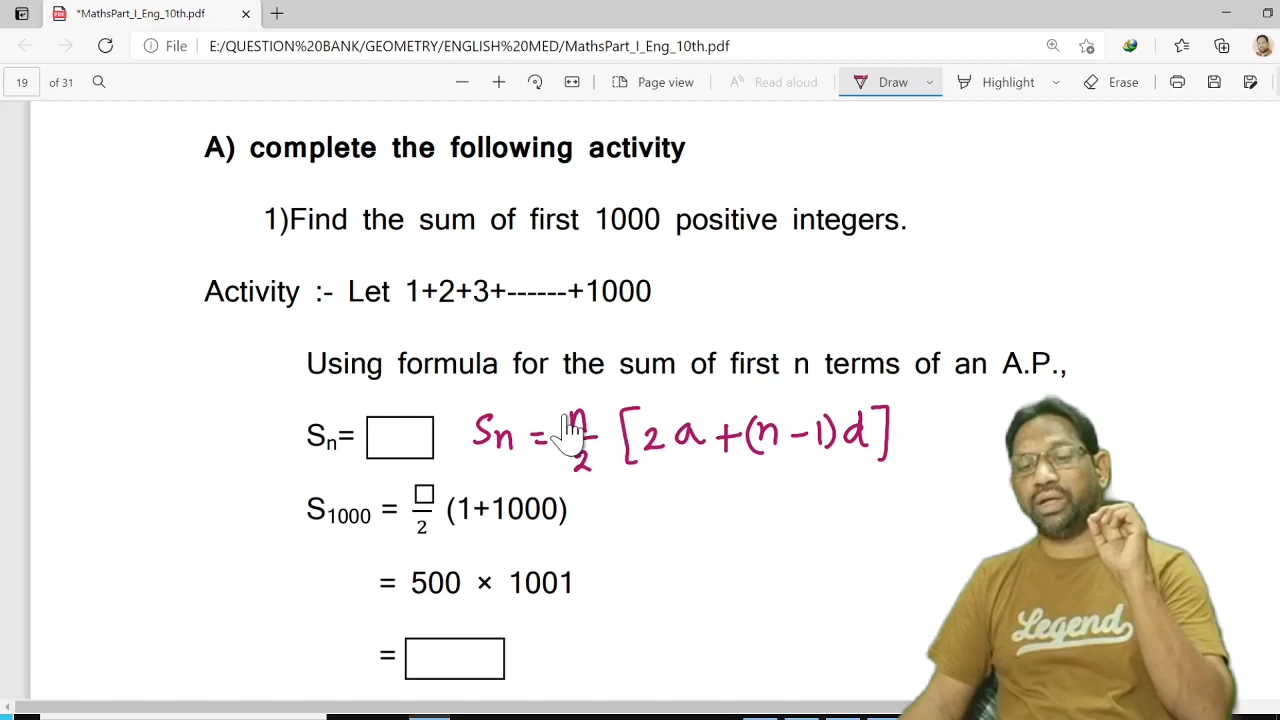 *MathsPart_I_Eng_10th.pdf
File E:/QUESTION%20BANK/GEOMETRY/ENGLISH%20MED/MathsPart_I_Eng_10th.pdf
19 of 31 Page view Read aloud Draw Highlight Erase
A) complete the following activity
1)Find the sum of first 1000 positive integers.
Activity :- Let 1+2+3+------+1000
Using formula for the sum of first n terms of an A.P.,
Sn= □ Sn = n/2 [2a+(n-1)d]
S1000 = □/2 (1+1000)
= 500 × 1001
= □
Legend